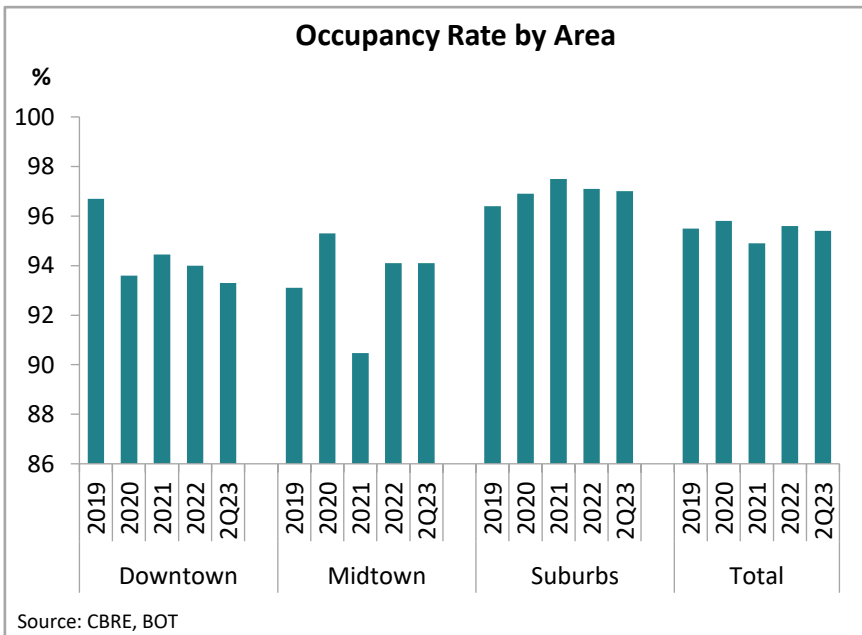 Occupancy Rate by Area
%
100
98
96
94
92
90
88
86
2019 2020 2021 2022 2Q23 2019 2020 2021 2022 2Q23 2019 2020 2021 2022 2Q23 2019 2020 2021 2022 2Q23
Downtown Midtown Suburbs Total
Source: CBRE, BOT